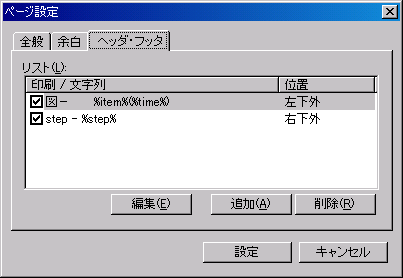 ページ設定
全般 余白 ヘッダ・フッタ
リスト(L):
印刷 / 文字列 位置
図－ %item%(%time%) 左下外
step - %step% 右下外
編集(E) 追加(A) 削除(R)
設定 キャンセル